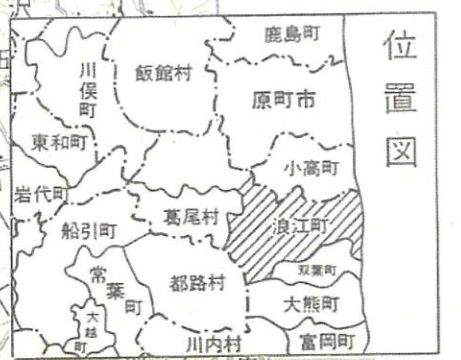 位置図
鹿島町
川俣町
飯館村
原町市
東和町
小高町
岩代町
葛尾村
浪江町
船引町
双葉町
常葉町
都路村
大熊町
大越町
川内村
富岡町